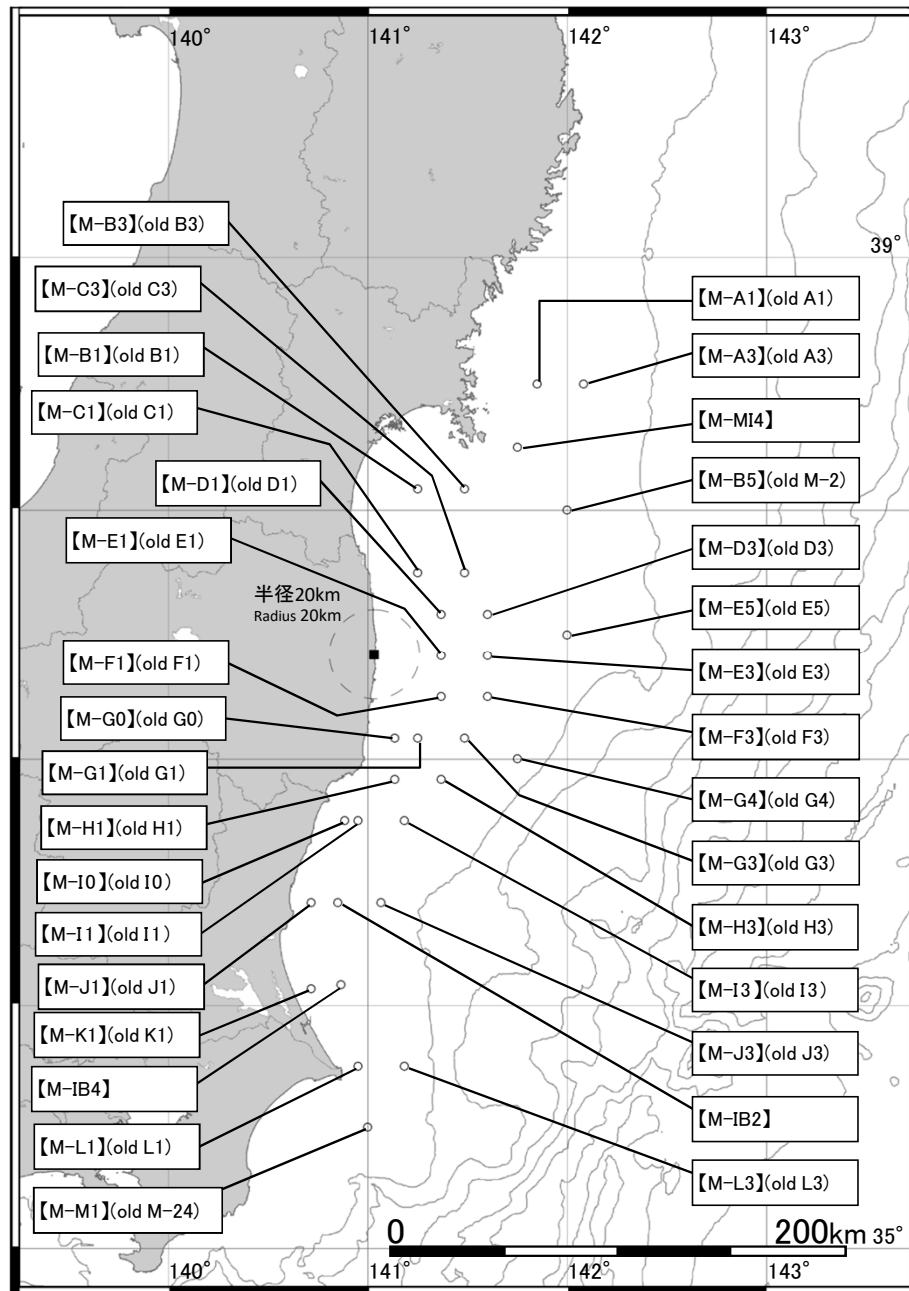 140°
141°
142°
143°
【M-B3】(old B3)
39°
【M-C3】(old C3)
【M-A1】(old A1)
【M-B1】(old B1)
【M-A3】(old A3)
【M-C1】(old C1)
【M-MI4】
【M-D1】(old D1)
【M-B5】(old M-2)
【M-E1】(old E1)
【M-D3】(old D3)
半径20km
Radius 20km
【M-E5】(old E5)
【M-F1】(old F1)
【M-E3】(old E3)
【M-G0】(old G0)
【M-F3】(old F3)
【M-G1】(old G1)
【M-G4】(old G4)
【M-H1】(old H1)
【M-G3】(old G3)
【M-I0】(old I0)
【M-H3】(old H3)
【M-I1】(old I1)
【M-J1】(old J1)
【M-I3】(old I3)
【M-K1】(old K1)
【M-J3】(old J3)
【M-IB4】
【M-IB2】
【M-L1】(old L1)
【M-L3】(old L3)
【M-M1】(old M-24)
0
200km
35°
140°
141°
142°
143°